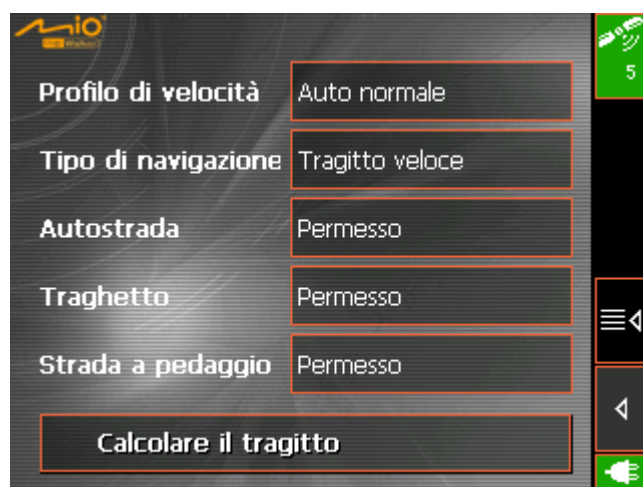 Mio
Profilo di velocità Auto normale
Tipo di navigazione Tragitto veloce
Autostrada Permesso
Traghetto Permesso
Strada a pedaggio Permesso
Calcolare il tragitto
5